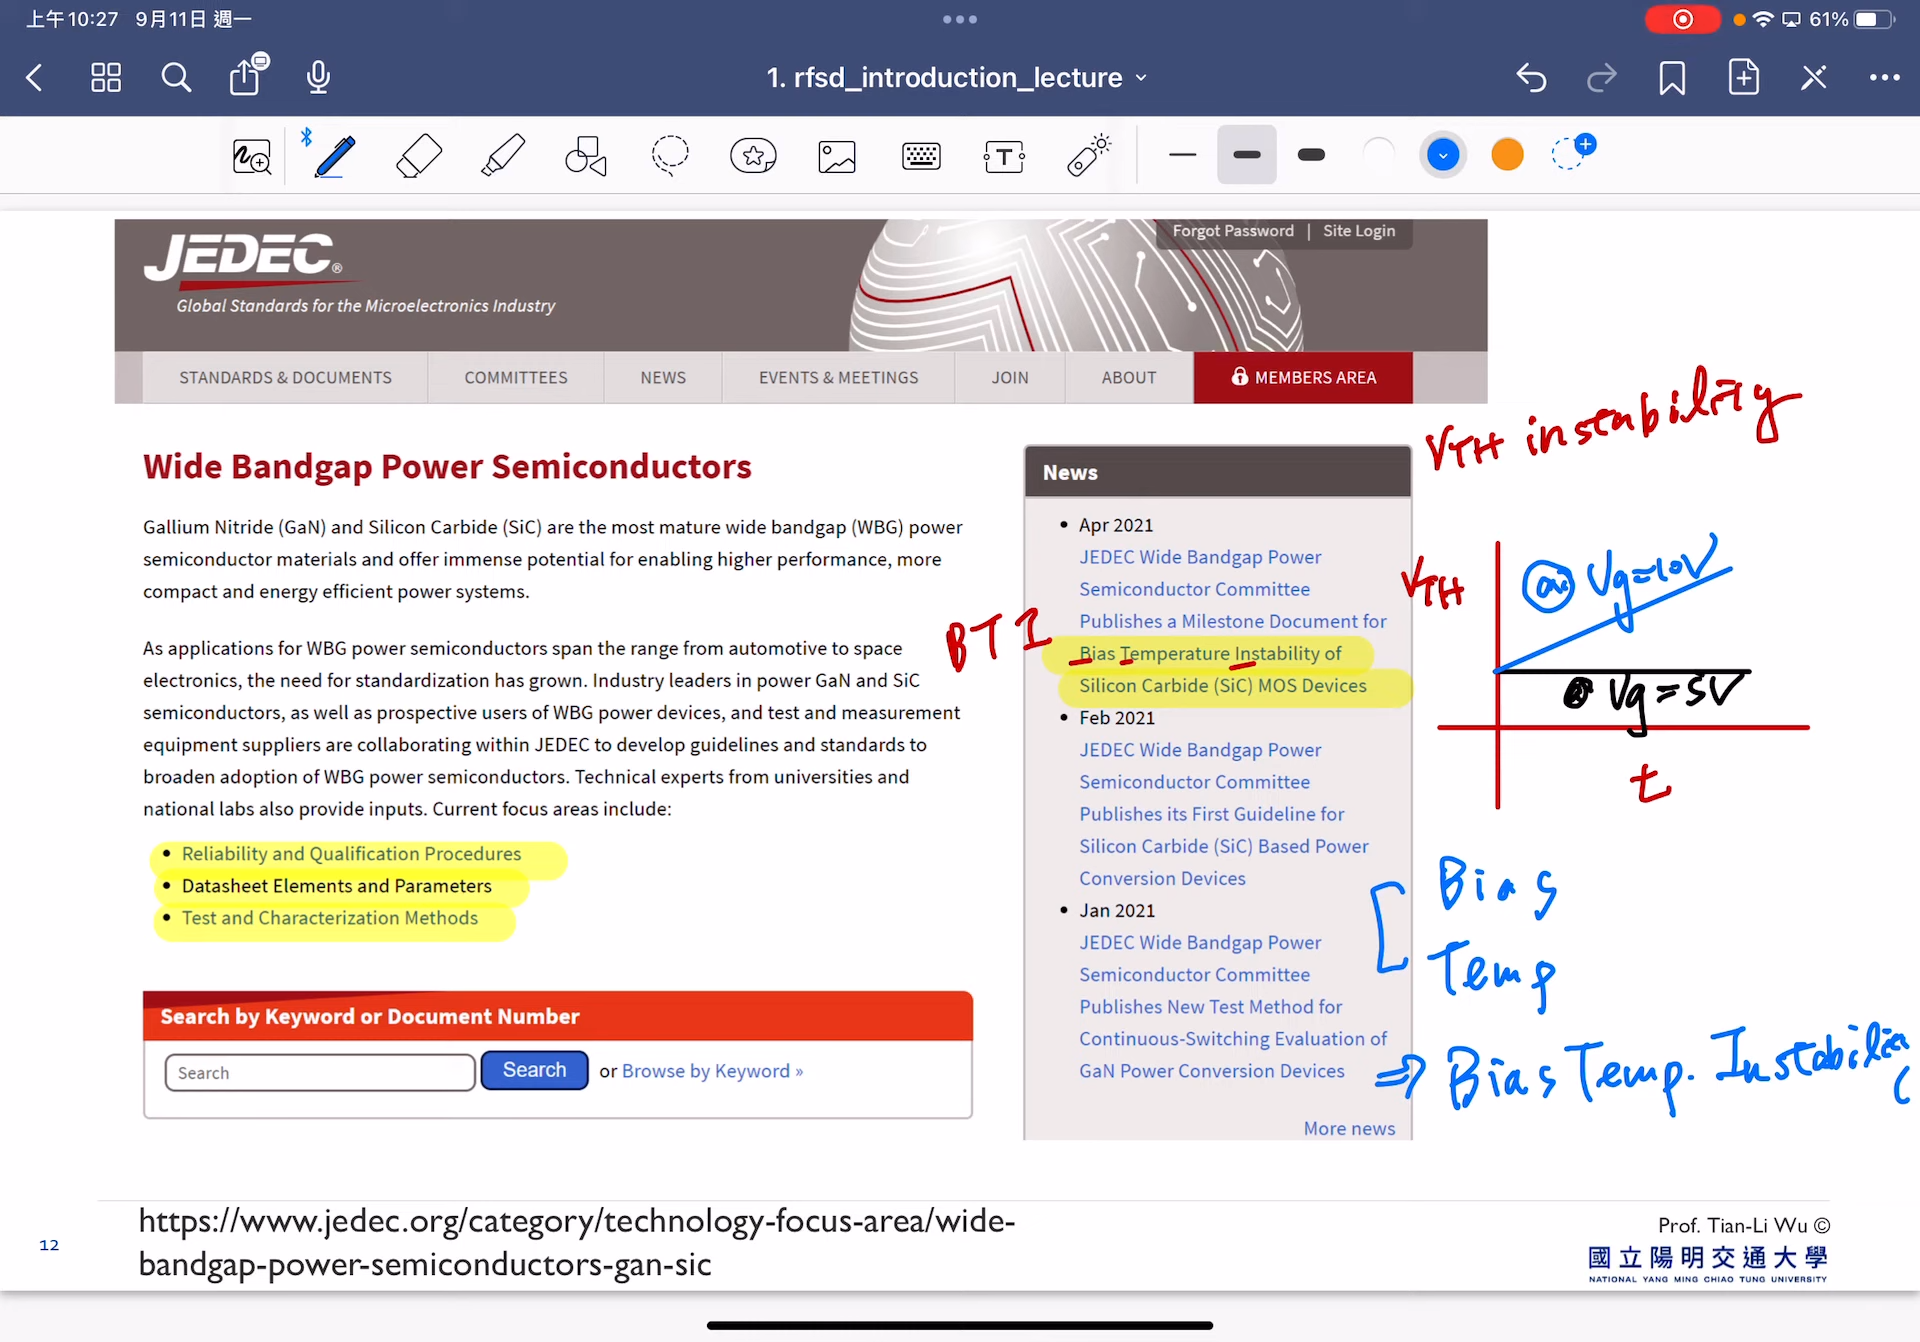 上午10:27 9月11日 週一
61%
1. rfsd_introduction_lecture
JEDEC®
Global Standards for the Microelectronics Industry
Forgot Password | Site Login
STANDARDS & DOCUMENTS COMMITTEES NEWS EVENTS & MEETINGS JOIN ABOUT MEMBERS AREA
Wide Bandgap Power Semiconductors
Gallium Nitride (GaN) and Silicon Carbide (SiC) are the most mature wide bandgap (WBG) power
semiconductor materials and offer immense potential for enabling higher performance, more
compact and energy efficient power systems.
As applications for WBG power semiconductors span the range from automotive to space
electronics, the need for standardization has grown. Industry leaders in power GaN and SiC
semiconductors, as well as prospective users of WBG power devices, and test and measurement
equipment suppliers are collaborating within JEDEC to develop guidelines and standards to
broaden adoption of WBG power semiconductors. Technical experts from universities and
national labs also provide inputs. Current focus areas include:
• Reliability and Qualification Procedures
• Datasheet Elements and Parameters
• Test and Characterization Methods
Search by Keyword or Document Number
Search Search or Browse by Keyword »
News
• Apr 2021
JEDEC Wide Bandgap Power
Semiconductor Committee
Publishes a Milestone Document for
Bias Temperature Instability of
Silicon Carbide (SiC) MOS Devices
• Feb 2021
JEDEC Wide Bandgap Power
Semiconductor Committee
Publishes its First Guideline for
Silicon Carbide (SiC) Based Power
Conversion Devices
• Jan 2021
JEDEC Wide Bandgap Power
Semiconductor Committee
Publishes New Test Method for
Continuous-Switching Evaluation of
GaN Power Conversion Devices
More news
BTI
VTH instability
VTH
Vg=10V
Vg=5V
t
Bias
Temp
⇒ Bias Temp.
https://www.jedec.org/category/technology-focus-area/wide-
bandgap-power-semiconductors-gan-sic
12
Prof. Tian-Li Wu ©
國立陽明交通大學
NATIONAL YANG MING CHIAO TUNG UNIVERSITY